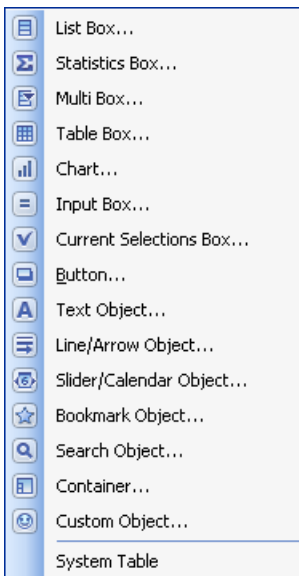 List Box...
Statistics Box...
Multi Box...
Table Box...
Chart...
Input Box...
Current Selections Box...
Button...
Text Object...
Line/Arrow Object...
Slider/Calendar Object...
Bookmark Object...
Search Object...
Container...
Custom Object...
System Table